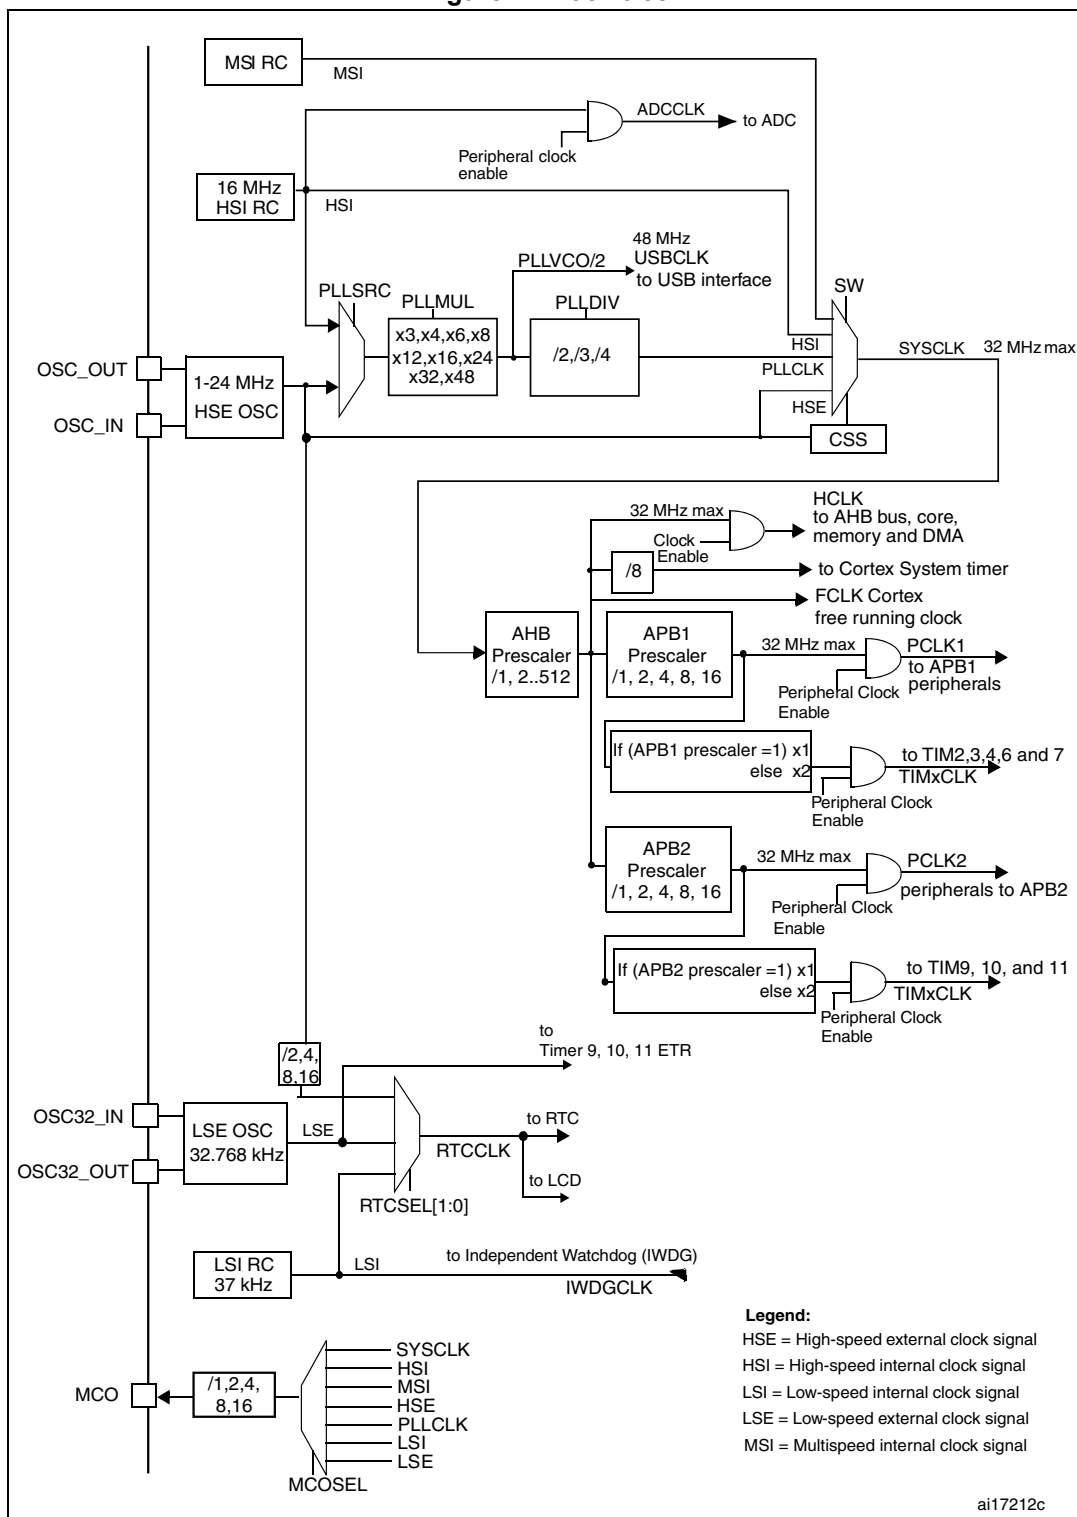 MSI RC
MSI
ADCCLK
to ADC
Peripheral clock
enable
16 MHz
HSI RC
HSI
48 MHz
USBCLK
to USB interface
PLLVCO/2
PLLSRC
PLLMUL
PLLDIV
SW
x3,x4,x6,x8
x12,x16,x24
x32,x48
/2,/3,/4
HSI
PLLCLK
HSE
SYSCLK
32 MHz max
OSC_OUT
OSC_IN
1-24 MHz
HSE OSC
CSS
HCLK
to AHB bus, core,
memory and DMA
32 MHz max
Clock
Enable
/8
to Cortex System timer
FCLK Cortex
free running clock
AHB
Prescaler
/1, 2..512
APB1
Prescaler
/1, 2, 4, 8, 16
32 MHz max
PCLK1
to APB1
peripherals
Peripheral Clock
Enable
If (APB1 prescaler =1) x1
else x2
to TIM2,3,4,6 and 7
TIMxCLK
Peripheral Clock
Enable
APB2
Prescaler
/1, 2, 4, 8, 16
32 MHz max
PCLK2
peripherals to APB2
Peripheral Clock
Enable
If (APB2 prescaler =1) x1
else x2
to TIM9, 10, and 11
TIMxCLK
Peripheral Clock
Enable
/2,4,
8,16
to
Timer 9, 10, 11 ETR
OSC32_IN
OSC32_OUT
LSE OSC
32.768 kHz
LSE
to RTC
RTCCLK
to LCD
RTCSEL[1:0]
LSI RC
37 kHz
LSI
to Independent Watchdog (IWDG)
IWDGCLK
MCO
/1,2,4,
8,16
SYSCLK
HSI
MSI
HSE
PLLCLK
LSI
LSE
MCOSEL
Legend:
HSE = High-speed external clock signal
HSI = High-speed internal clock signal
LSI = Low-speed internal clock signal
LSE = Low-speed external clock signal
MSI = Multispeed internal clock signal
ai17212c